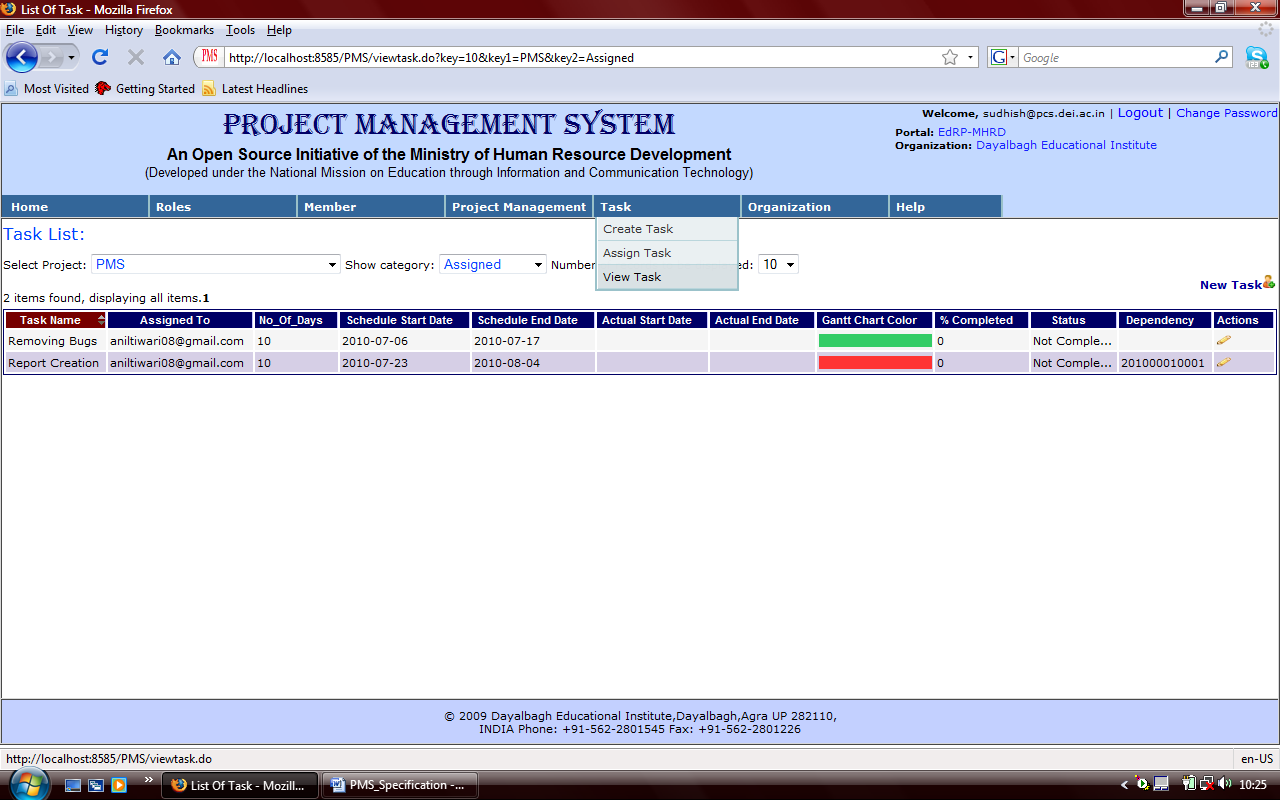 List Of Task - Mozilla Firefox
File Edit View History Bookmarks Tools Help
PMS http://localhost:8585/PMS/viewtask.do?key=10&key1=PMS&key2=Assigned G Google
Most Visited Getting Started Latest Headlines
PROJECT MANAGEMENT SYSTEM
An Open Source Initiative of the Ministry of Human Resource Development
(Developed under the National Mission on Education through Information and Communication Technology)
Welcome, sudhish@pcs.dei.ac.in | Logout | Change Password
Portal: EdRP-MHRD
Organization: Dayalbagh Educational Institute
Home Roles Member Project Management Task Organization Help
Create Task
Assign Task
View Task
Task List:
Select Project: PMS Show category: Assigned Number ed: 10
New Task
2 items found, displaying all items.1
Task Name Assigned To No_Of_Days Schedule Start Date Schedule End Date Actual Start Date Actual End Date Gantt Chart Color % Completed Status Dependency Actions
Removing Bugs aniltiwari08@gmail.com 10 2010-07-06 2010-07-17 0 Not Comple...
Report Creation aniltiwari08@gmail.com 10 2010-07-23 2010-08-04 0 Not Comple... 201000010001
© 2009 Dayalbagh Educational Institute,Dayalbagh,Agra UP 282110,
INDIA Phone: +91-562-2801545 Fax: +91-562-2801226
http://localhost:8585/PMS/viewtask.do en-US
List Of Task - Mozill... PMS_Specification -... 10:25